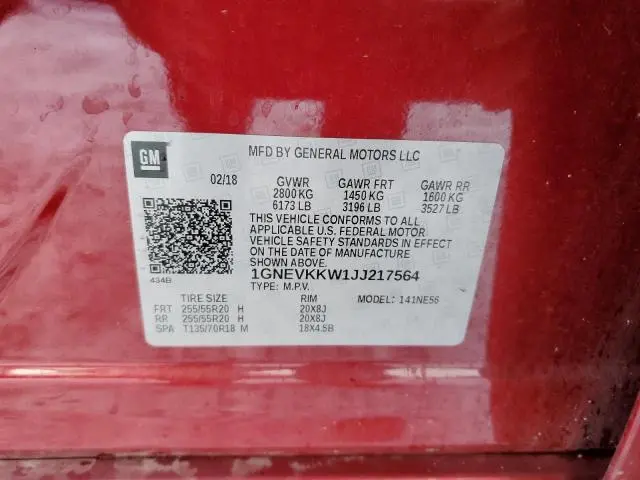 GM
MFD BY GENERAL MOTORS LLC
02/18 GVWR GAWR FRT GAWR RR
2800 KG 1450 KG 1600 KG
6173 LB 3196 LB 3527 LB
THIS VEHICLE CONFORMS TO ALL
APPLICABLE U.S. FEDERAL MOTOR
VEHICLE SAFETY STANDARDS IN EFFECT
ON THE DATE OF MANUFACTURE
SHOWN ABOVE.
434B
1GNEVKKW1JJ217564
TYPE: M.P.V.
TIRE SIZE RIM MODEL: 141NE56
FRT 255/55R20 H 20X8J
RR 255/55R20 H 20X8J
SPA T135/70R18 M 18X4.5B